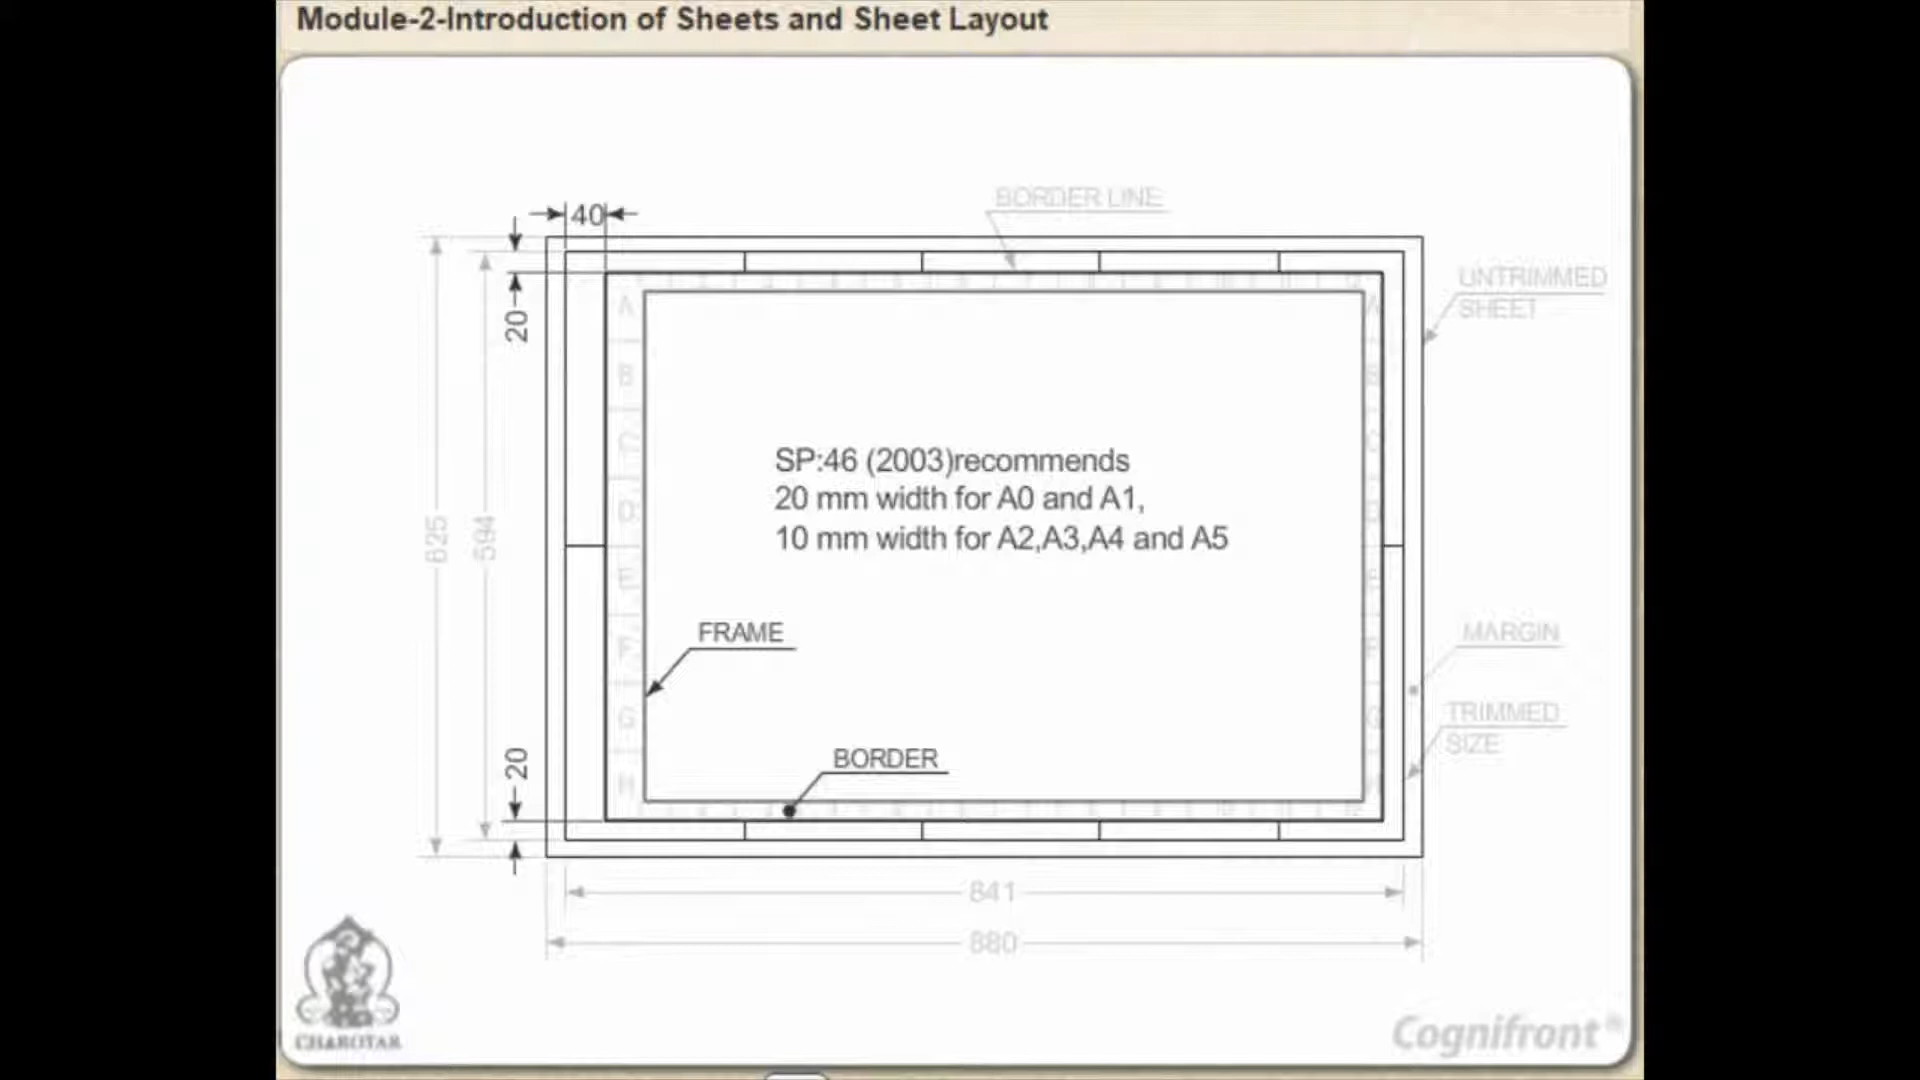 Module-2-Introduction of Sheets and Sheet Layout
BORDER LINE
40
UNTRIMMED
SHEET
20
A
A
B
B
SP:46 (2003)recommends
20 mm width for A0 and A1,
10 mm width for A2,A3,A4 and A5
625
594
E
FRAME
MARGIN
G
G
TRIMMED
SIZE
20
BORDER
H
841
880
CHAROTAR
Cognifront